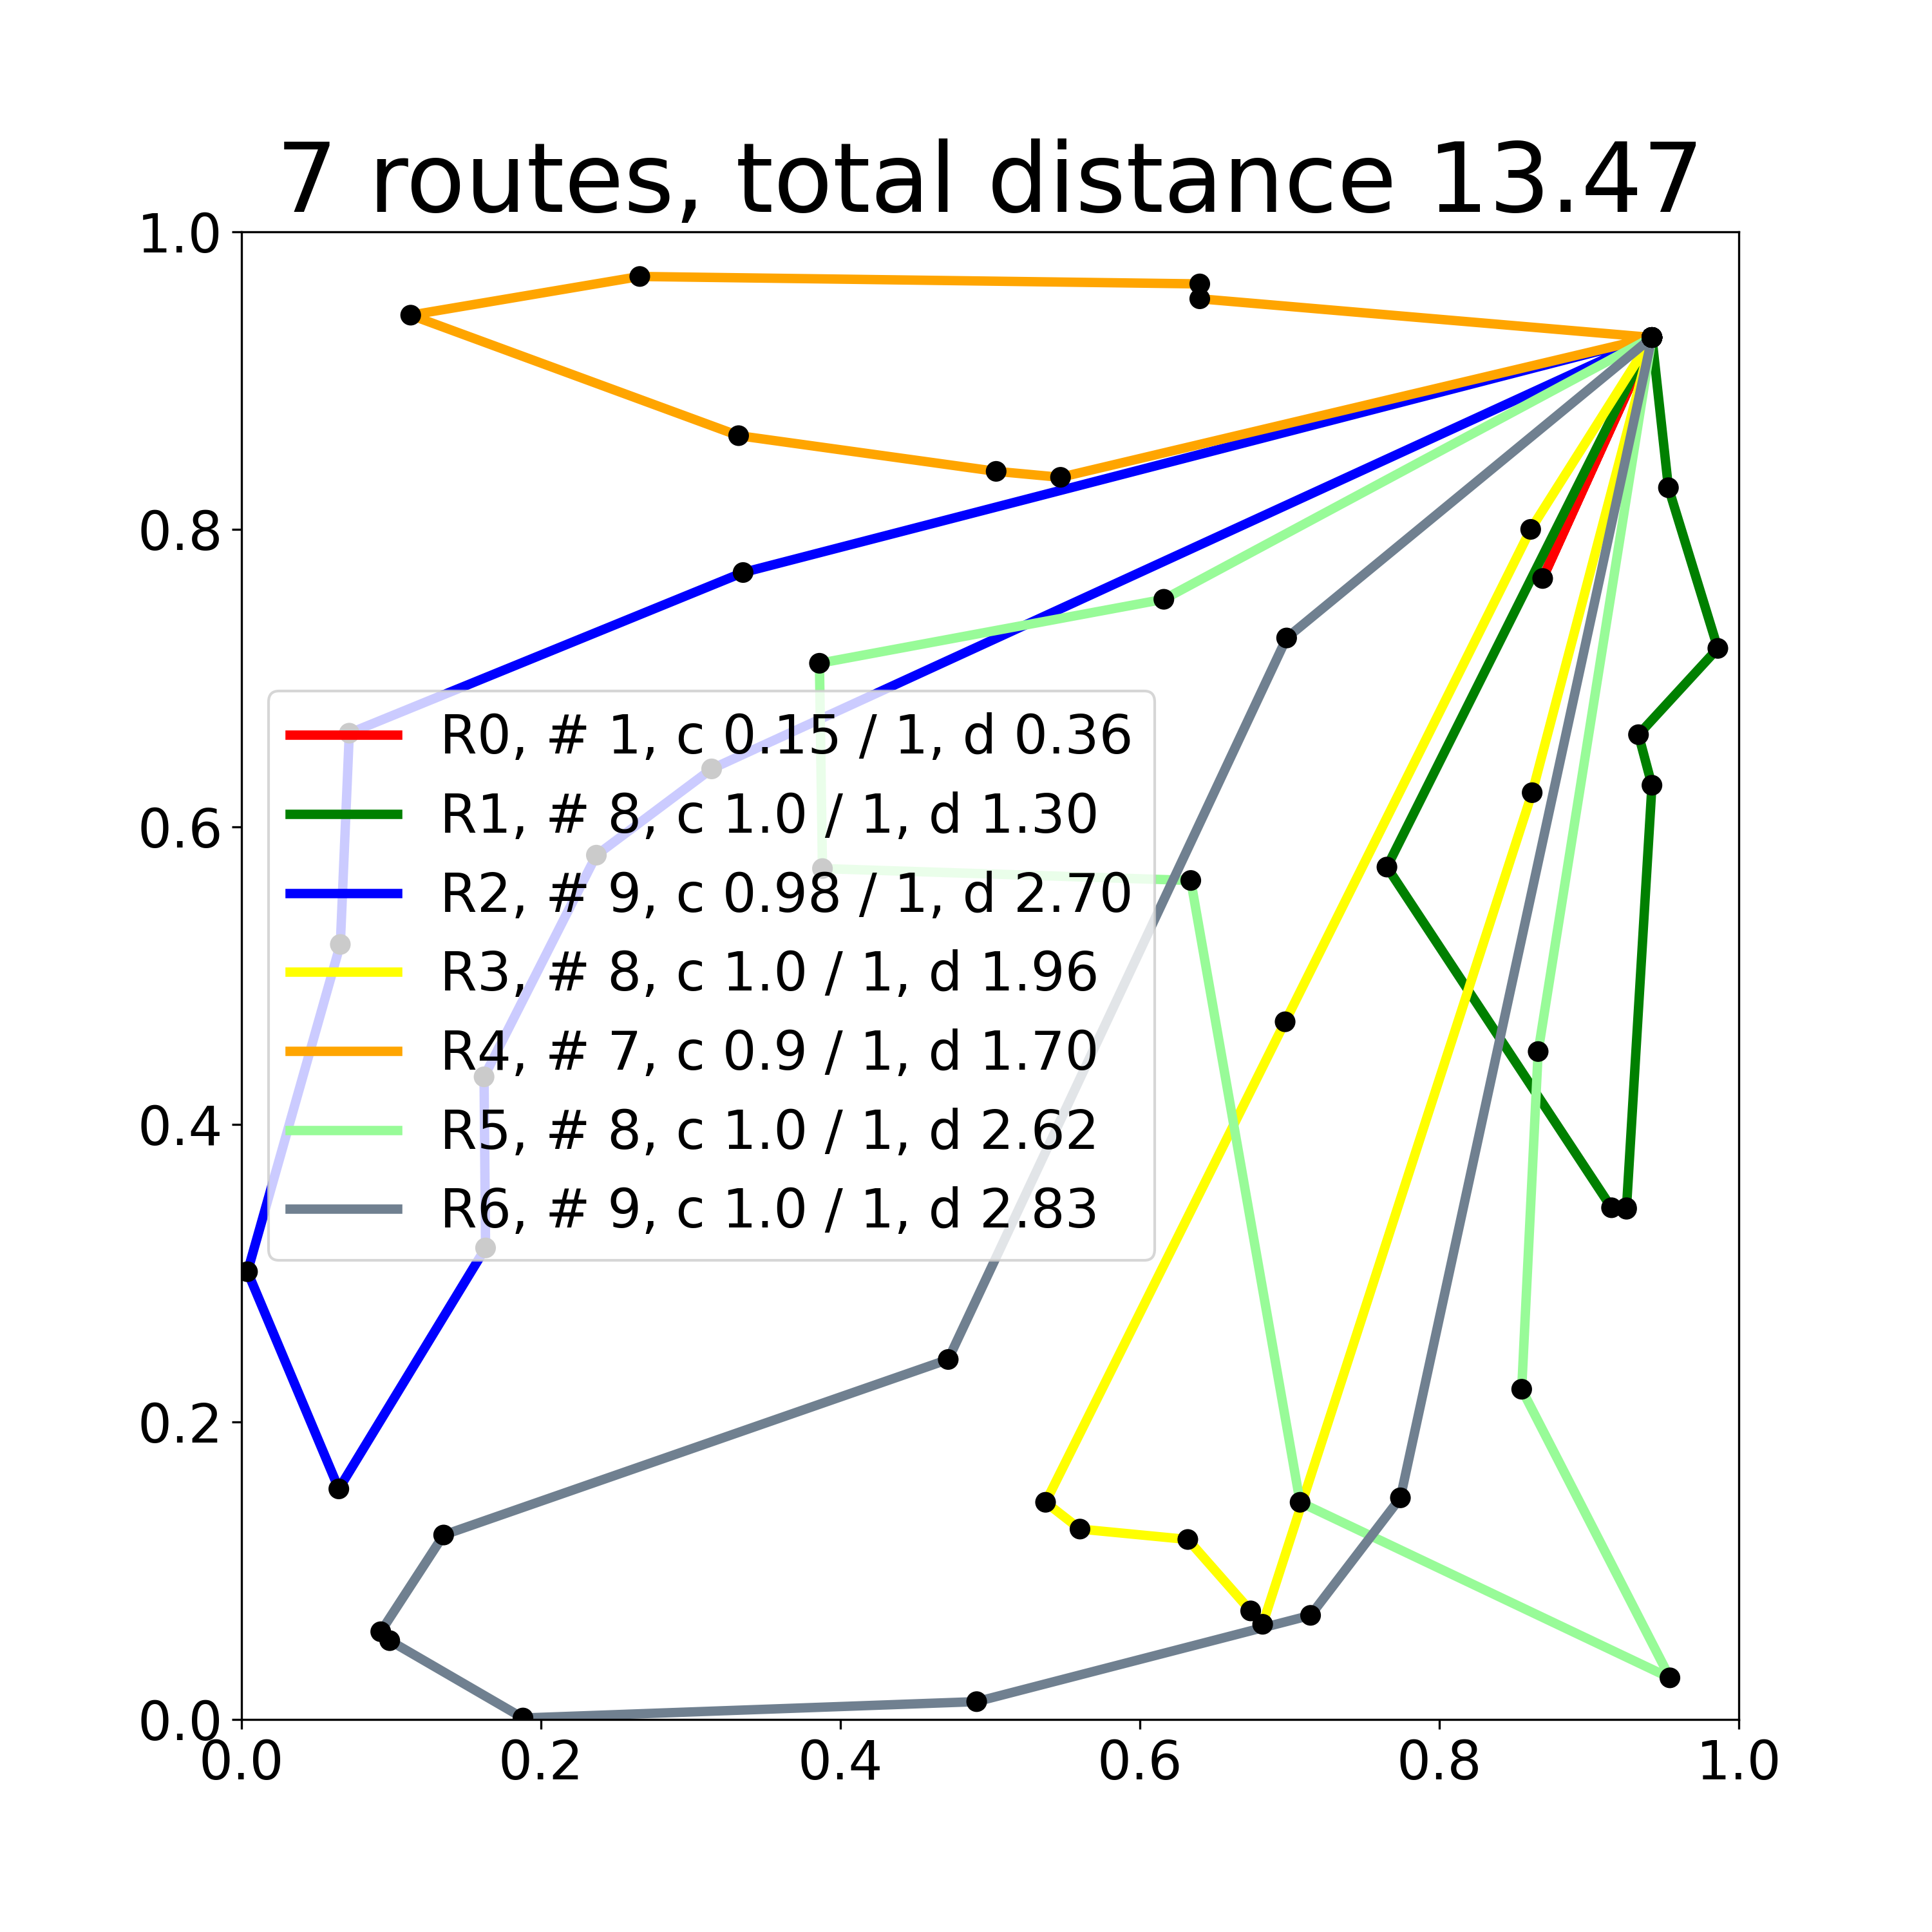 7 routes, total distance 13.47
1.0
0.8
0.6
0.4
0.2
0.0
R0, # 1, c 0.15 / 1, d 0.36
R1, # 8, c 1.0 / 1, d 1.30
R2, # 9, c 0.98 / 1, d 2.70
R3, # 8, c 1.0 / 1, d 1.96
R4, # 7, c 0.9 / 1, d 1.70
R5, # 8, c 1.0 / 1, d 2.62
R6, # 9, c 1.0 / 1, d 2.83
0.0 0.2 0.4 0.6 0.8 1.0